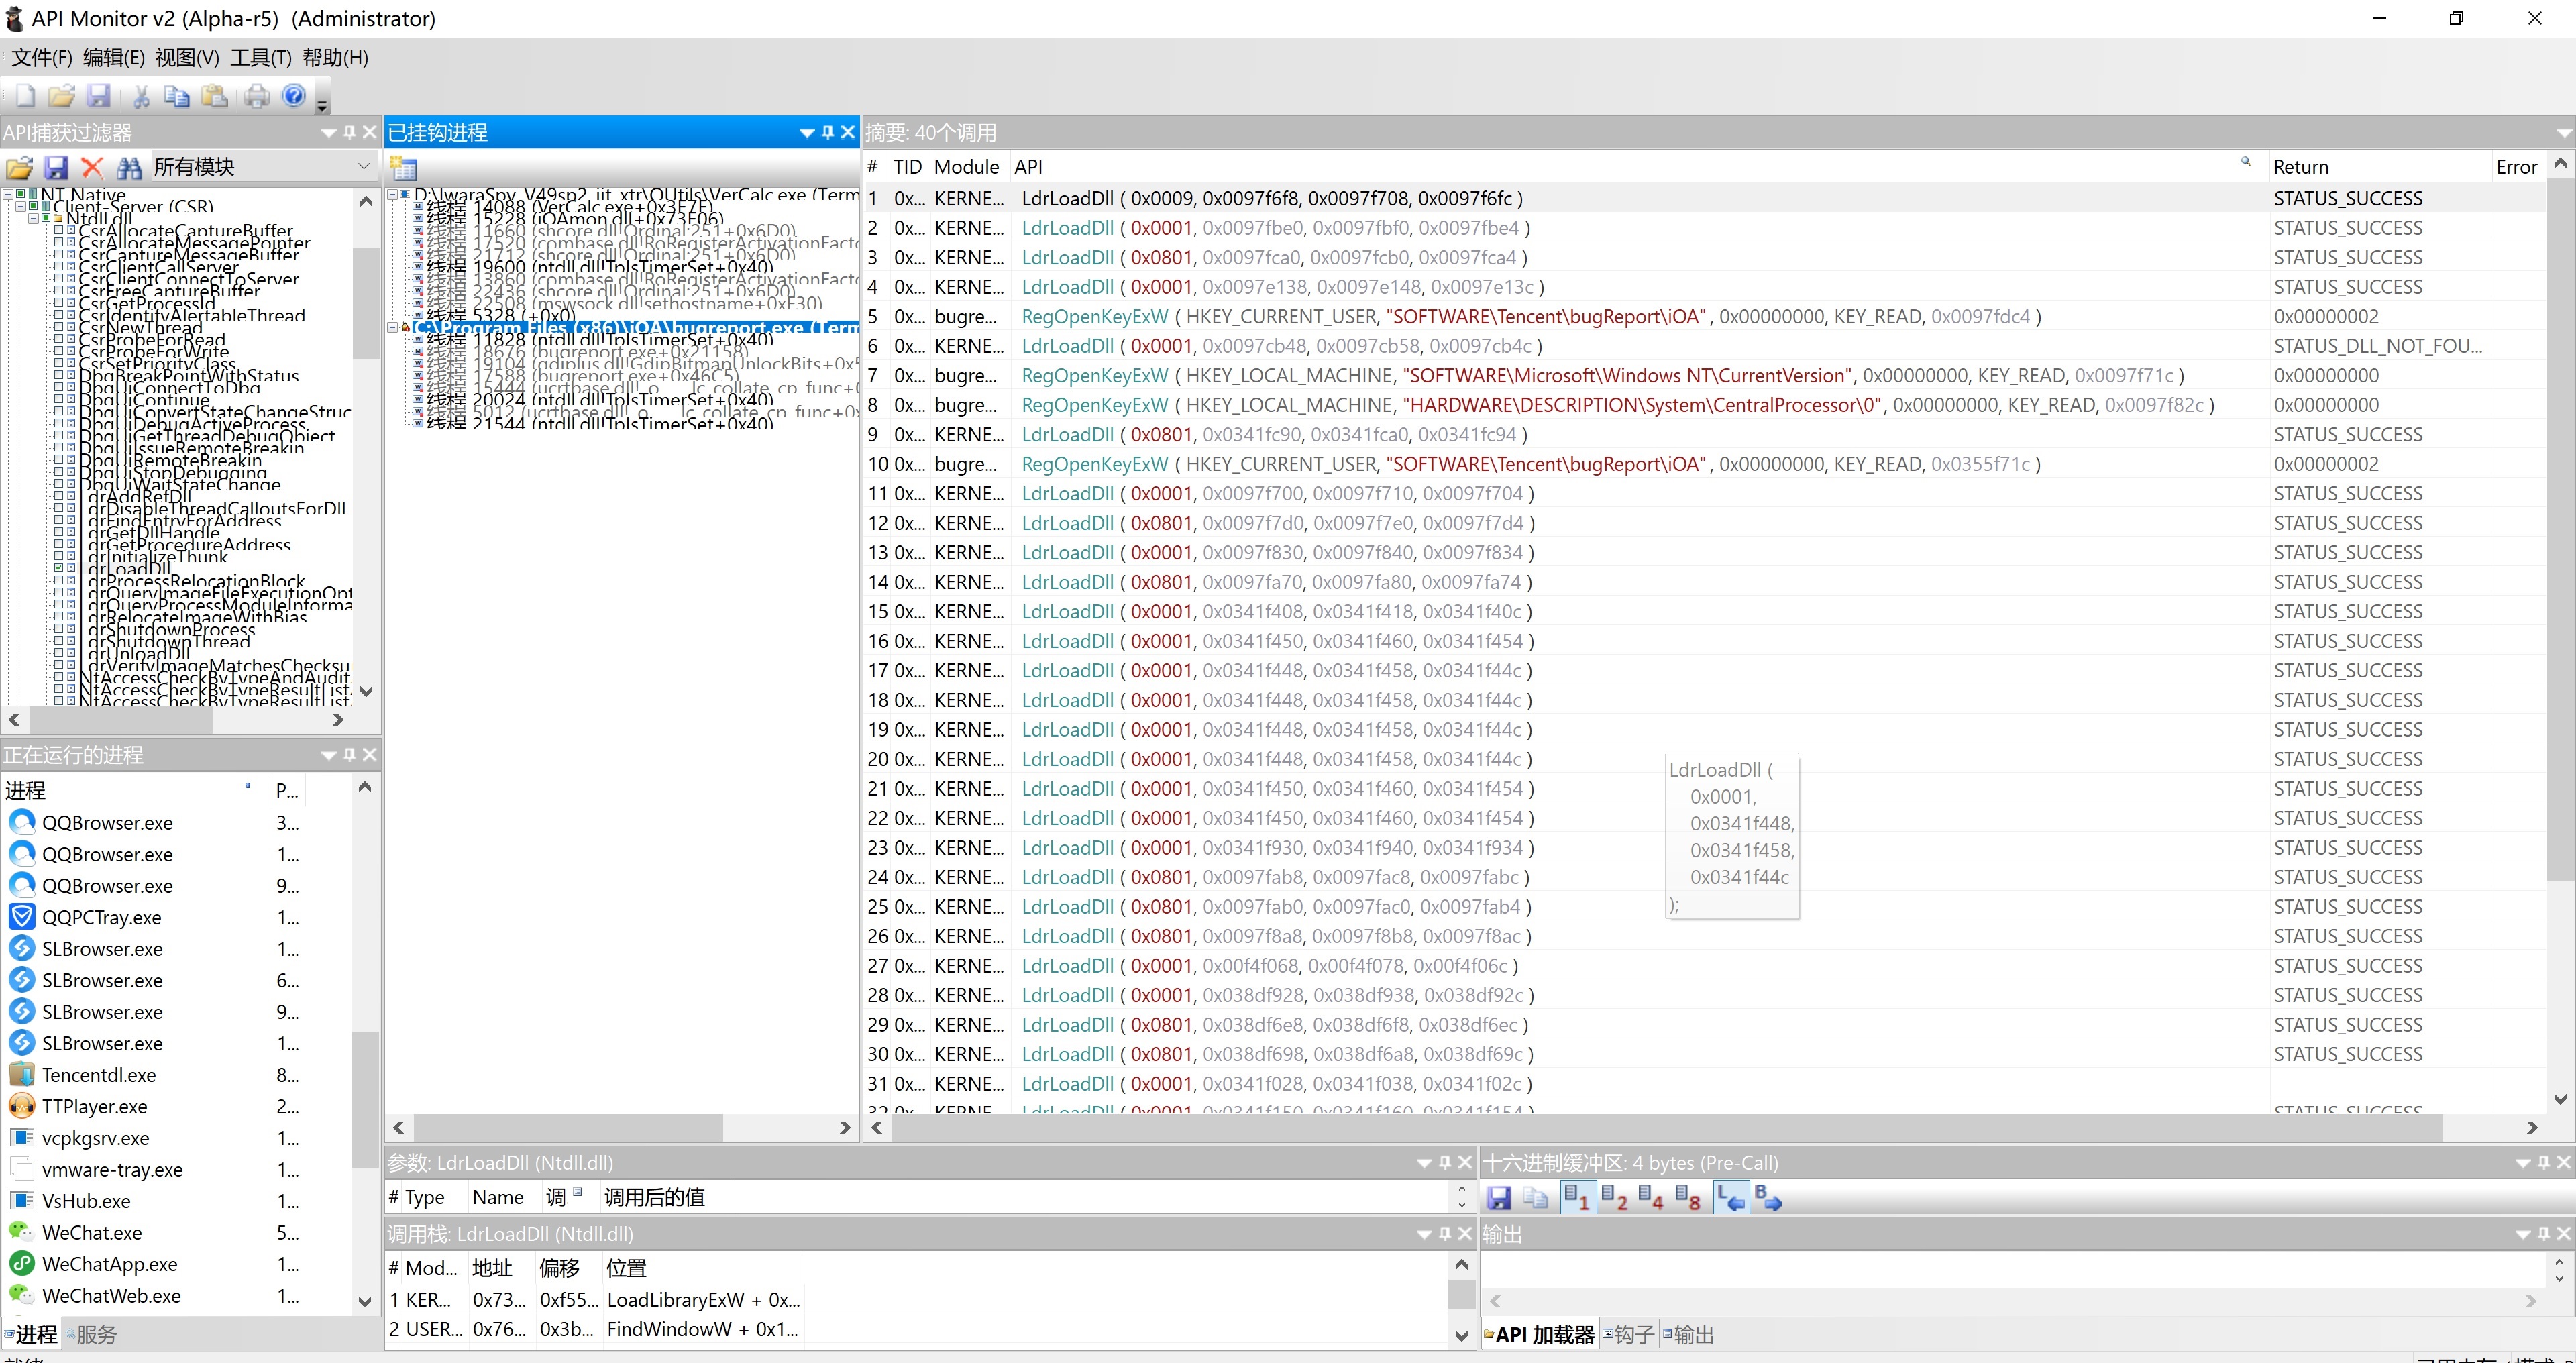 API Monitor v2 (Alpha-r5)  (Administrator)
文件(F) 编辑(E) 视图(V) 工具(T) 帮助(H)
API捕获过滤器
所有模块
NT Native
Client-Server (CSR)
Ntdll.dll
CsrAllocateCaptureBuffer
CsrAllocateMessagePointer
CsrCaptureMessageBuffer
CsrClientCallServer
CsrClientConnectToServer
CsrFreeCaptureBuffer
CsrGetProcessId
CsrIdentifyAlertableThread
CsrNewThread
CsrProbeForRead
CsrProbeForWrite
CsrSetPriorityClass
DbgBreakPointWithStatus
DbgUiConnectToDbg
DbgUiContinue
DbgUiConvertStateChangeStruc
DbgUiDebugActiveProcess
DbgUiGetThreadDebugObject
DbgUiIssueRemoteBreakin
DbgUiRemoteBreakin
DbgUiStopDebugging
DbgUiWaitStateChange
LdrAddRefDll
LdrDisableThreadCalloutsForDll
LdrFindEntryForAddress
LdrGetDllHandle
LdrGetProcedureAddress
LdrInitializeThunk
LdrLoadDll
LdrProcessRelocationBlock
LdrQueryImageFileExecutionOpt
LdrQueryProcessModuleInforma
LdrRelocateImageWithBias
LdrShutdownProcess
LdrShutdownThread
LdrUnloadDll
LdrVerifyImageMatchesChecksu
NtAccessCheckByTypeAndAudit
NtAccessCheckByTypeResultList
NtAccessCheckByTypeResultList
正在运行的进程
进程 P...
QQBrowser.exe 3...
QQBrowser.exe 1...
QQBrowser.exe 9...
QQPCTray.exe 1...
SLBrowser.exe 1...
SLBrowser.exe 6...
SLBrowser.exe 9...
SLBrowser.exe 1...
Tencentdl.exe 8...
TTPlayer.exe 2...
vcpkgsrv.exe 1...
vmware-tray.exe 1...
VsHub.exe 1...
WeChat.exe 5...
WeChatApp.exe 1...
WeChatWeb.exe 1...
进程 服务
已挂钩进程
D:\IwaraSpy_V49sp2_jit_xtr\QUtils\VerCalc.exe (Term
线程 14088 (VerCalc.exe+0x3F7F)
线程 15228 (iOAmon.dll+0x73F06)
线程 11660 (shcore.dll!Ordinal:251+0x6D0)
线程 17520 (combase.dll!RoRegisterActivationFacto
线程 21712 (shcore.dll!Ordinal:251+0x6D0)
线程 19600 (ntdll.dll!TpIsTimerSet+0x40)
线程 13860 (combase.dll!RoRegisterActivationFacto
线程 22436 (shcore.dll!Ordinal:251+0x6D0)
线程 22508 (mswsock.dll!sethostname+0xF30)
线程 5328 (+0x0)
C:\Program Files (x86)\iOA\bugreport.exe (Term
线程 11828 (ntdll.dll!TpIsTimerSet+0x40)
线程 18676 (bugreport.exe+0x21158)
线程 18104 (gdiplus.dll!GdipBitmapUnlockBits+0x5
线程 17588 (bugreport.exe+0x46C5)
线程 15444 (ucrtbase.dll!_o___lc_collate_cp_func+0
线程 20024 (ntdll.dll!TpIsTimerSet+0x40)
线程 5012 (ucrtbase.dll!_o___lc_collate_cp_func+0x
线程 21544 (ntdll.dll!TpIsTimerSet+0x40)
摘要: 40个调用
# TID Module API Return Error
1 0x... KERNE... LdrLoadDll ( 0x0009, 0x0097f6f8, 0x0097f708, 0x0097f6fc ) STATUS_SUCCESS
2 0x... KERNE... LdrLoadDll ( 0x0001, 0x0097fbe0, 0x0097fbf0, 0x0097fbe4 ) STATUS_SUCCESS
3 0x... KERNE... LdrLoadDll ( 0x0801, 0x0097fca0, 0x0097fcb0, 0x0097fca4 ) STATUS_SUCCESS
4 0x... KERNE... LdrLoadDll ( 0x0001, 0x0097e138, 0x0097e148, 0x0097e13c ) STATUS_SUCCESS
5 0x... bugre... RegOpenKeyExW ( HKEY_CURRENT_USER, "SOFTWARE\Tencent\bugReport\iOA", 0x00000000, KEY_READ, 0x0097fdc4 ) 0x00000002
6 0x... KERNE... LdrLoadDll ( 0x0001, 0x0097cb48, 0x0097cb58, 0x0097cb4c ) STATUS_DLL_NOT_FOU...
7 0x... bugre... RegOpenKeyExW ( HKEY_LOCAL_MACHINE, "SOFTWARE\Microsoft\Windows NT\CurrentVersion", 0x00000000, KEY_READ, 0x0097f71c ) 0x00000000
8 0x... bugre... RegOpenKeyExW ( HKEY_LOCAL_MACHINE, "HARDWARE\DESCRIPTION\System\CentralProcessor\0", 0x00000000, KEY_READ, 0x0097f82c ) 0x00000000
9 0x... KERNE... LdrLoadDll ( 0x0801, 0x0341fc90, 0x0341fca0, 0x0341fc94 ) STATUS_SUCCESS
10 0x... bugre... RegOpenKeyExW ( HKEY_CURRENT_USER, "SOFTWARE\Tencent\bugReport\iOA", 0x00000000, KEY_READ, 0x0355f71c ) 0x00000002
11 0x... KERNE... LdrLoadDll ( 0x0001, 0x0097f700, 0x0097f710, 0x0097f704 ) STATUS_SUCCESS
12 0x... KERNE... LdrLoadDll ( 0x0801, 0x0097f7d0, 0x0097f7e0, 0x0097f7d4 ) STATUS_SUCCESS
13 0x... KERNE... LdrLoadDll ( 0x0001, 0x0097f830, 0x0097f840, 0x0097f834 ) STATUS_SUCCESS
14 0x... KERNE... LdrLoadDll ( 0x0801, 0x0097fa70, 0x0097fa80, 0x0097fa74 ) STATUS_SUCCESS
15 0x... KERNE... LdrLoadDll ( 0x0001, 0x0341f408, 0x0341f418, 0x0341f40c ) STATUS_SUCCESS
16 0x... KERNE... LdrLoadDll ( 0x0001, 0x0341f450, 0x0341f460, 0x0341f454 ) STATUS_SUCCESS
17 0x... KERNE... LdrLoadDll ( 0x0001, 0x0341f448, 0x0341f458, 0x0341f44c ) STATUS_SUCCESS
18 0x... KERNE... LdrLoadDll ( 0x0001, 0x0341f448, 0x0341f458, 0x0341f44c ) STATUS_SUCCESS
19 0x... KERNE... LdrLoadDll ( 0x0001, 0x0341f448, 0x0341f458, 0x0341f44c ) STATUS_SUCCESS
20 0x... KERNE... LdrLoadDll ( 0x0001, 0x0341f448, 0x0341f458, 0x0341f44c ) STATUS_SUCCESS
21 0x... KERNE... LdrLoadDll ( 0x0001, 0x0341f450, 0x0341f460, 0x0341f454 ) STATUS_SUCCESS
22 0x... KERNE... LdrLoadDll ( 0x0001, 0x0341f450, 0x0341f460, 0x0341f454 ) STATUS_SUCCESS
23 0x... KERNE... LdrLoadDll ( 0x0001, 0x0341f930, 0x0341f940, 0x0341f934 ) STATUS_SUCCESS
24 0x... KERNE... LdrLoadDll ( 0x0801, 0x0097fab8, 0x0097fac8, 0x0097fabc ) STATUS_SUCCESS
25 0x... KERNE... LdrLoadDll ( 0x0801, 0x0097fab0, 0x0097fac0, 0x0097fab4 ) STATUS_SUCCESS
26 0x... KERNE... LdrLoadDll ( 0x0801, 0x0097f8a8, 0x0097f8b8, 0x0097f8ac ) STATUS_SUCCESS
27 0x... KERNE... LdrLoadDll ( 0x0001, 0x00f4f068, 0x00f4f078, 0x00f4f06c ) STATUS_SUCCESS
28 0x... KERNE... LdrLoadDll ( 0x0001, 0x038df928, 0x038df938, 0x038df92c ) STATUS_SUCCESS
29 0x... KERNE... LdrLoadDll ( 0x0801, 0x038df6e8, 0x038df6f8, 0x038df6ec ) STATUS_SUCCESS
30 0x... KERNE... LdrLoadDll ( 0x0801, 0x038df698, 0x038df6a8, 0x038df69c ) STATUS_SUCCESS
31 0x... KERNE... LdrLoadDll ( 0x0001, 0x0341f028, 0x0341f038, 0x0341f02c )
32 0x... KERNE... LdrLoadDll ( 0x0001, 0x0341f150, 0x0341f160, 0x0341f154 ) STATUS_SUCCESS
LdrLoadDll (
0x0001,
0x0341f448,
0x0341f458,
0x0341f44c
);
参数: LdrLoadDll (Ntdll.dll)
# Type Name 调 调用后的值
调用栈: LdrLoadDll (Ntdll.dll)
# Mod... 地址 偏移 位置
1 KER... 0x73... 0xf55... LoadLibraryExW + 0x...
2 USER... 0x76... 0x3b... FindWindowW + 0x1...
十六进制缓冲区: 4 bytes (Pre-Call)
1 2 4 8 L B
输出
API 加载器 钩子 输出